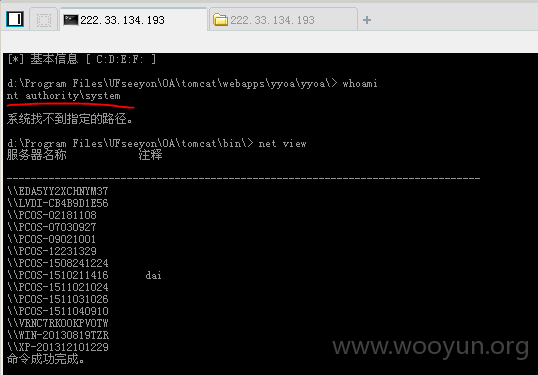 222.33.134.193
222.33.134.193
[*] 基本信息 [ C:D:E:F: ]
d:\Program Files\UFseeyon\OA\tomcat\webapps\yyoa\yyoa\> whoami
nt authority\system
系统找不到指定的路径。
d:\Program Files\UFseeyon\OA\tomcat\bin\> net view
服务器名称 注释
-------------------------------------------------------------------------------
\\EDA5YY2XCHNYM37
\\LVDI-CB4B9D1E56
\\PCOS-02181108
\\PCOS-07030927
\\PCOS-09021001
\\PCOS-12231329
\\PCOS-1508241224
\\PCOS-1510211416 dai
\\PCOS-1511021024
\\PCOS-1511031026
\\PCOS-1511040910
\\VRNC7RKOOKPVOTW
\\WIN-20130819TZR
\\XP-201312101229
命令成功完成。
www.wooyun.org